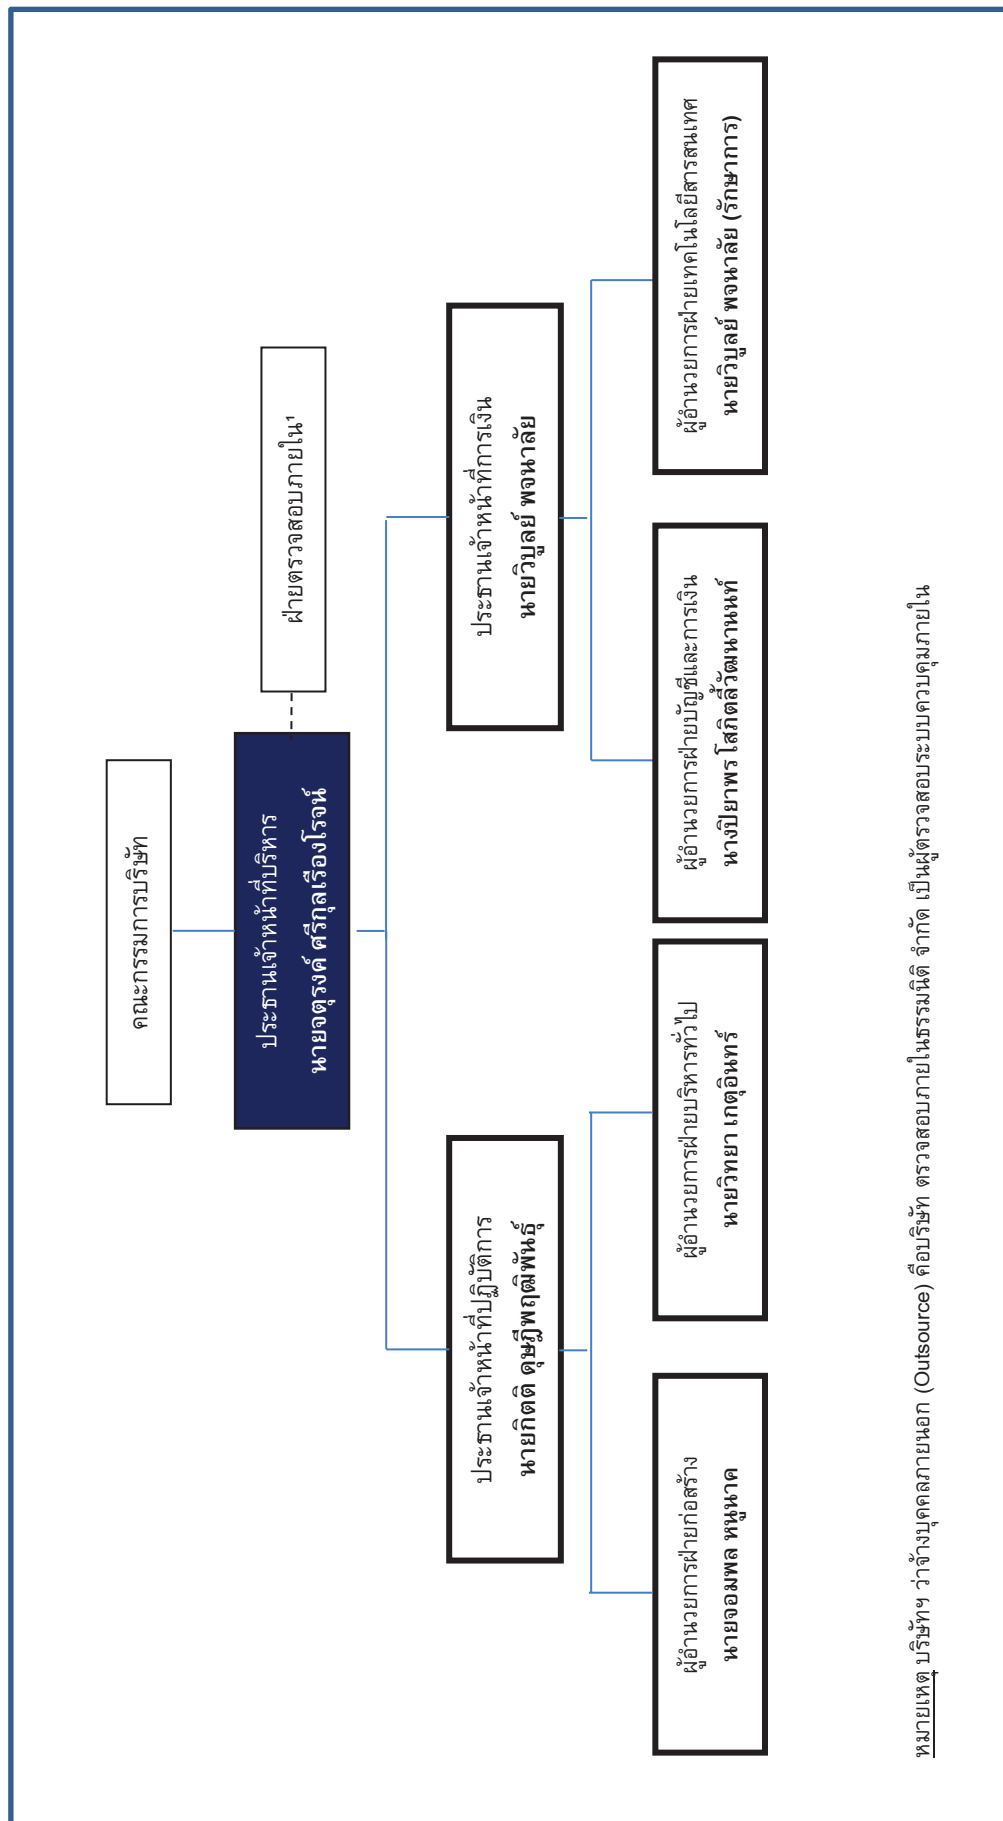 คณะกรรมการบริษัท
ประธานเจ้าหน้าที่บริหาร
นายจตุรงค์ ศรีกุลเรืองโรจน์
ฝ่ายตรวจสอบภายใน¹
ประธานเจ้าหน้าที่ปฏิบัติการ
นายกิตติ ดุษฎีพฤฒิพันธุ์
ประธานเจ้าหน้าที่การเงิน
นายวิบูลย์ พจนาลัย
ผู้อำนวยการฝ่ายก่อสร้าง
นายจอมพล หนูนาค
ผู้อำนวยการฝ่ายบริหารทั่วไป
นายวิทยา เกตุอินทร์
ผู้อำนวยการฝ่ายบัญชีและการเงิน
นางปิยาพร โสภิตลิ้วัฒนานนท์
ผู้อำนวยการฝ่ายเทคโนโลยีสารสนเทศ
นายวิบูลย์ พจนาลัย (รักษาการ)
หมายเหตุ บริษัทฯ ว่าจ้างบุคคลภายนอก (Outsource) คือบริษัท ตรวจสอบภายในธรรมนิติ จำกัด เป็นผู้ตรวจสอบระบบควบคุมภายใน